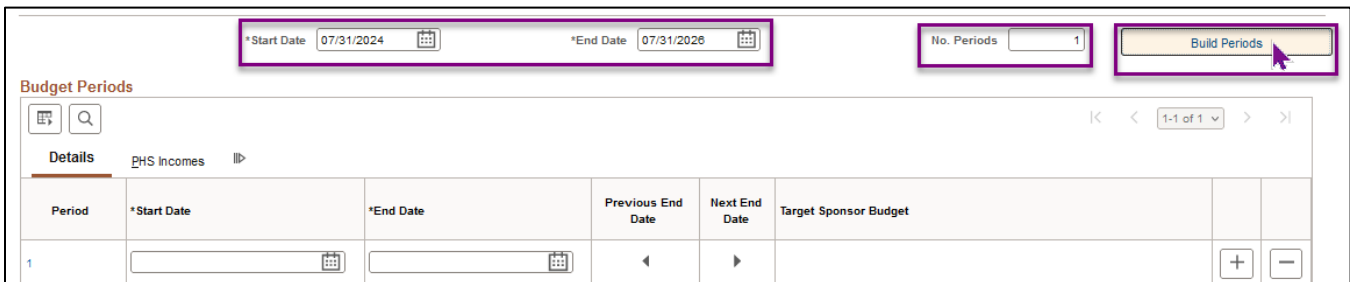 *Start Date 07/31/2024 *End Date 07/31/2026 No. Periods 1 Build Periods
Budget Periods
1-1 of 1
Details PHS Incomes
Period *Start Date *End Date Previous End Date Next End Date Target Sponsor Budget
1